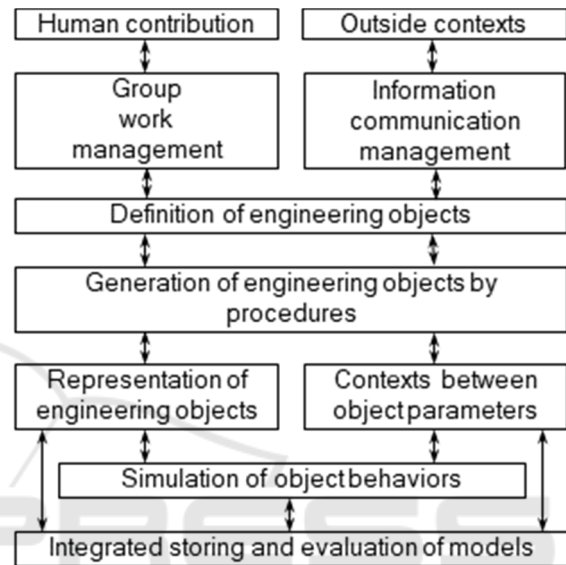 Human contribution
Outside contexts
Group
work
management
Information
communication
management
Definition of engineering objects
Generation of engineering objects by
procedures
Representation of
engineering objects
Contexts between
object parameters
Simulation of object behaviors
Integrated storing and evaluation of models
PRESS